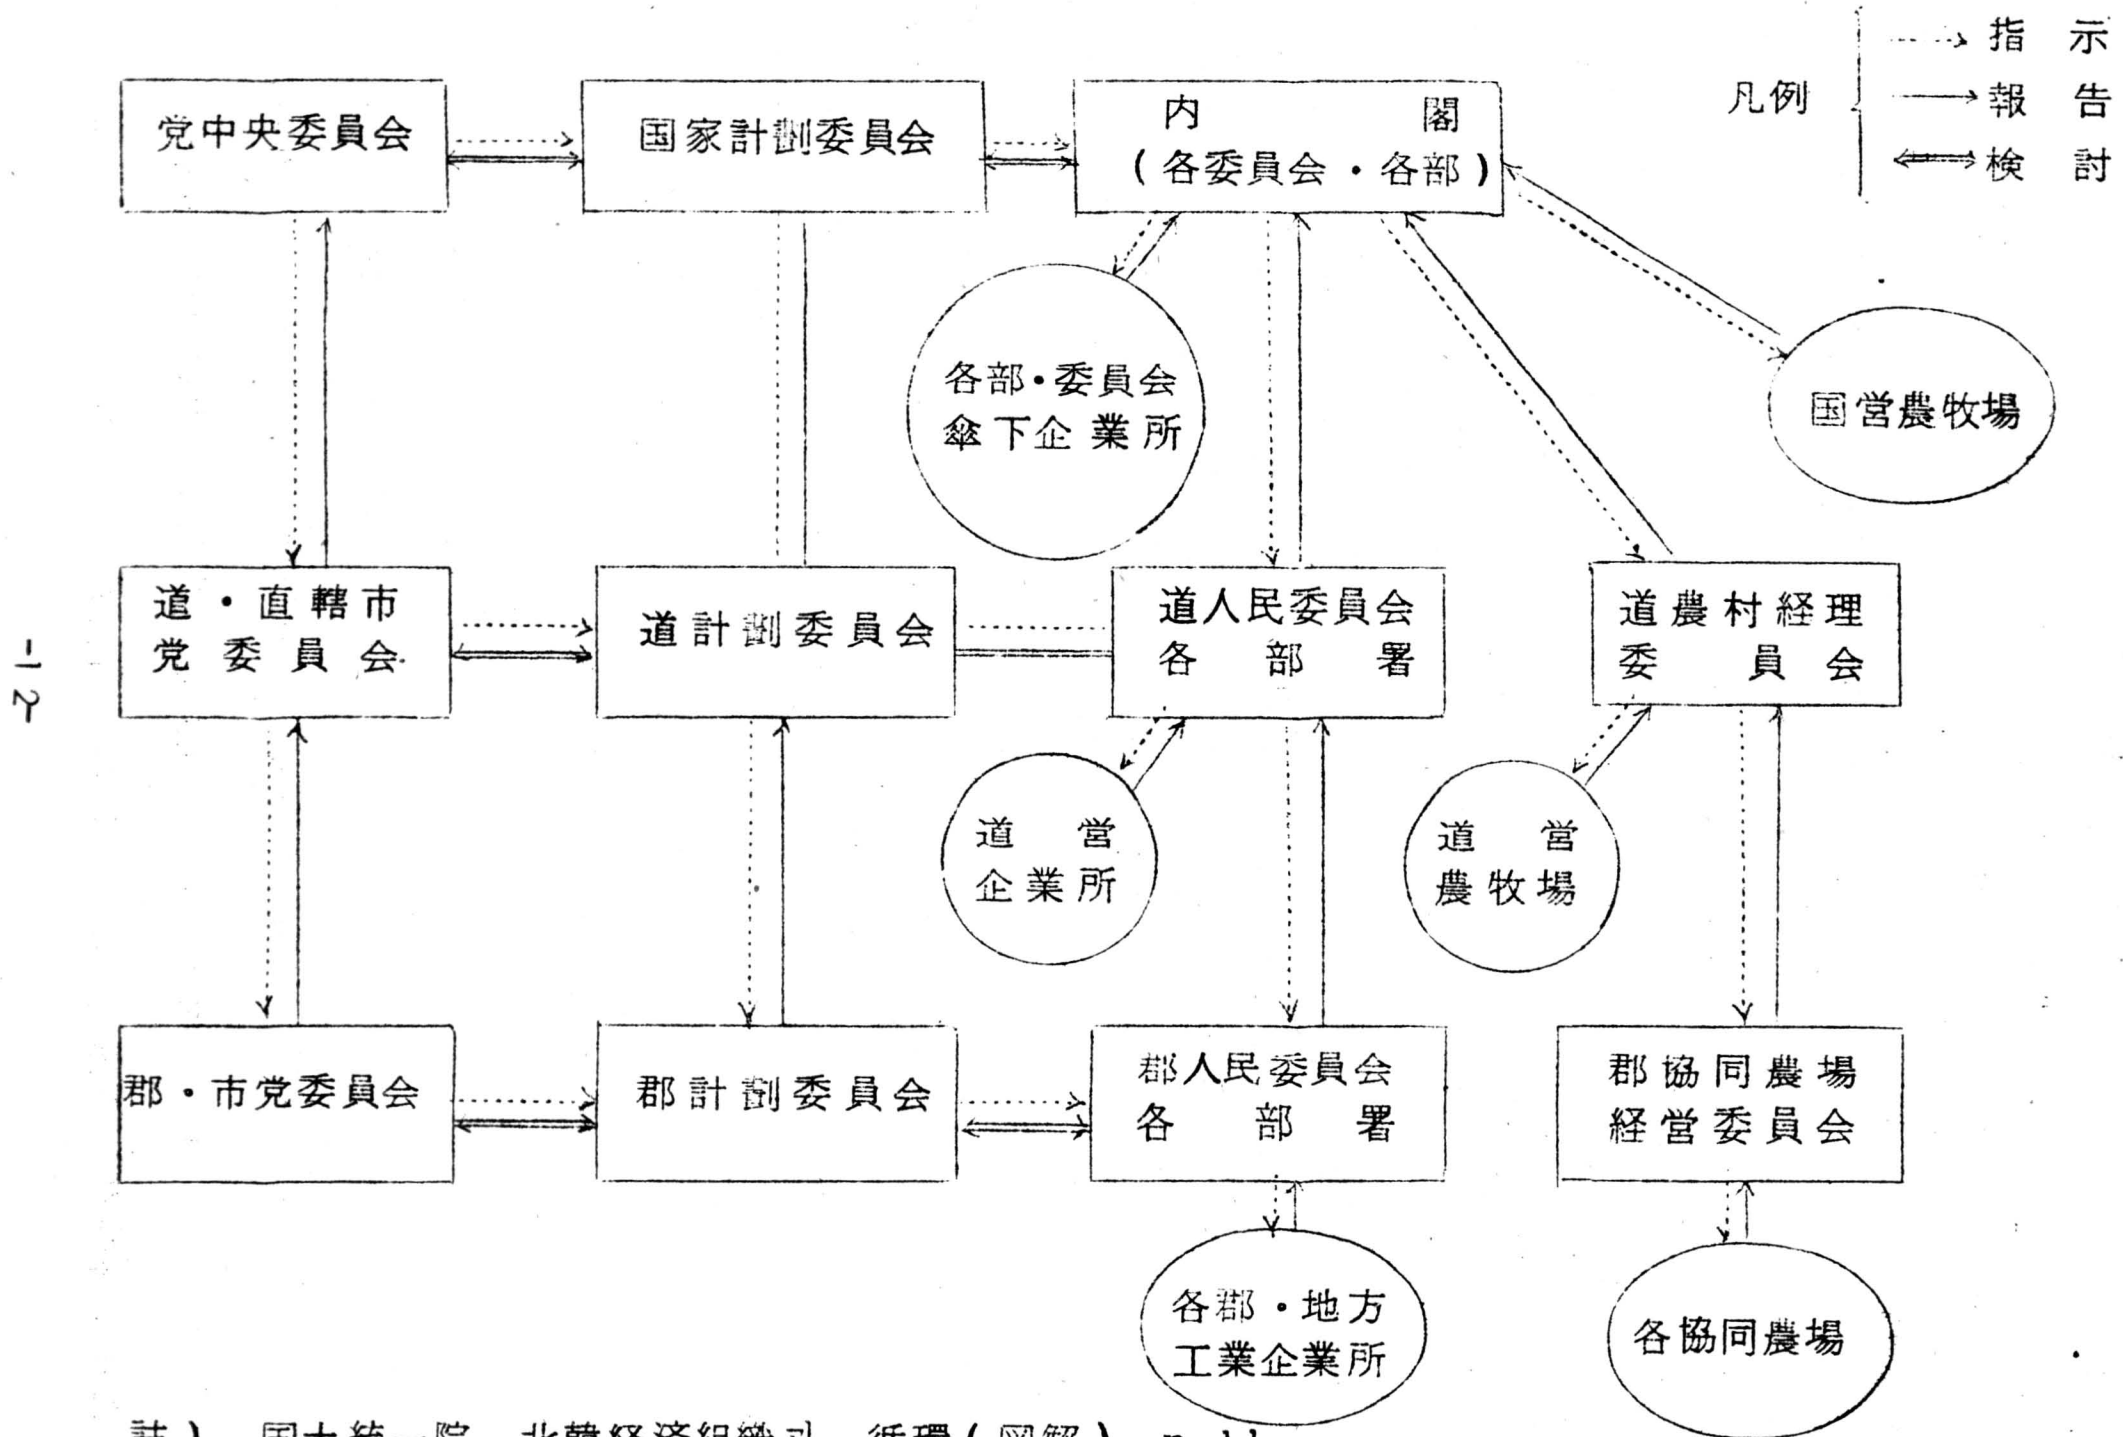 凡例
指示
報告
検討
党中央委員会
国家計劃委員会
内閣
(各委員会・各部)
各部・委員会
傘下企業所
国営農牧場
道・直轄市
党委員会
道計劃委員会
道人民委員会
各部署
道農村経理
委員会
道営
企業所
道営
農牧場
郡・市党委員会
郡計劃委員会
郡人民委員会
各部署
郡協同農場
経営委員会
各郡・地方
工業企業所
各協同農場
-12-